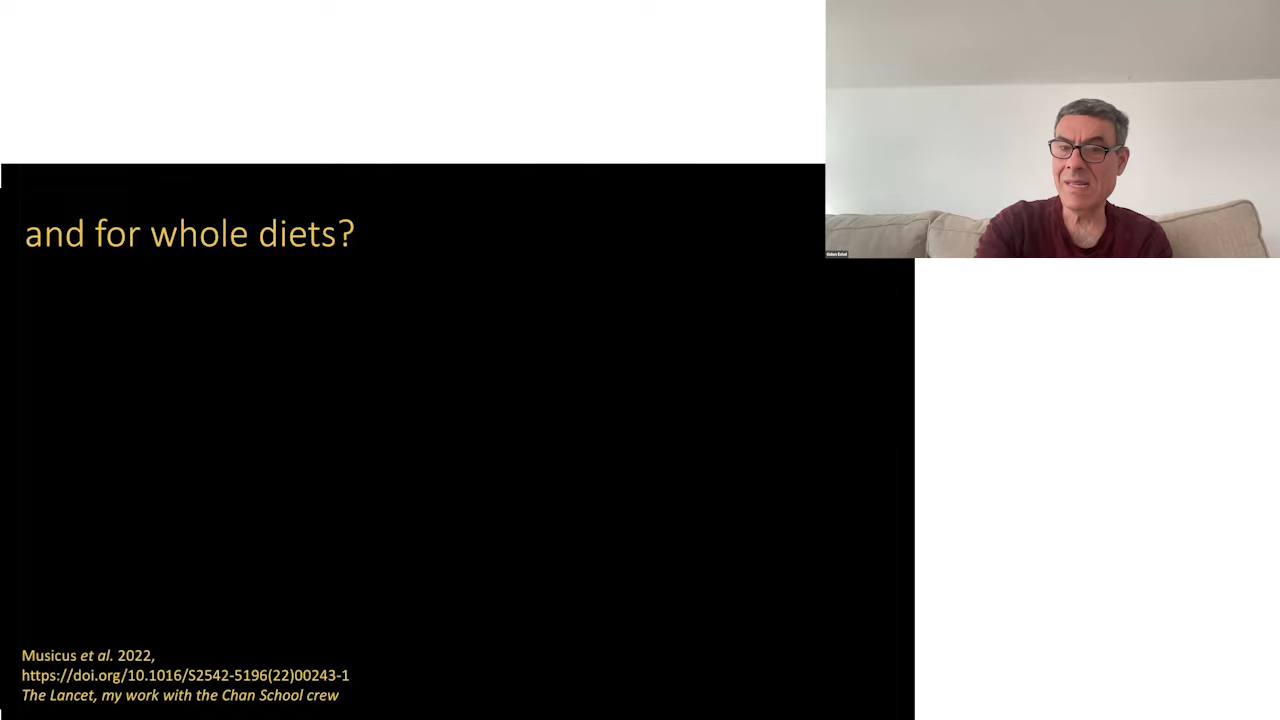 and for whole diets?
Musicus et al. 2022,
https://doi.org/10.1016/S2542-5196(22)00243-1
The Lancet, my work with the Chan School crew